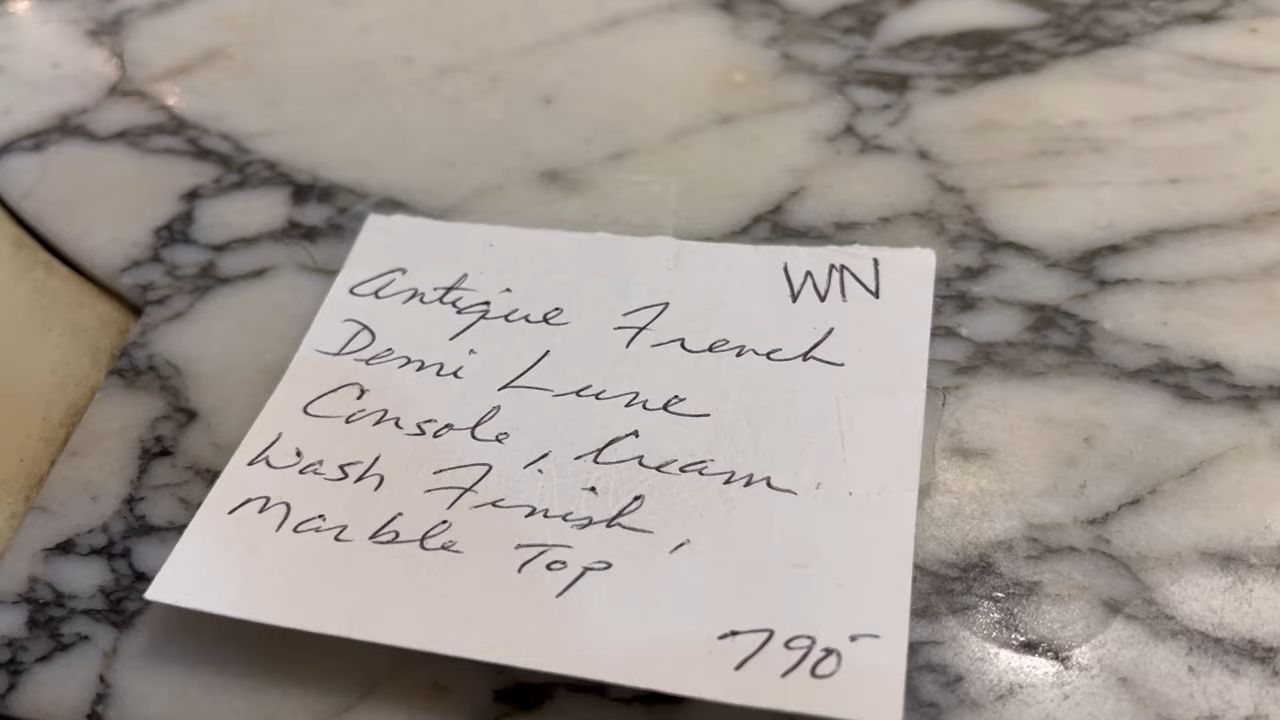 WN
Antique French
Demi Lune
Console, Cream
Wash Finish,
Marble Top
790-